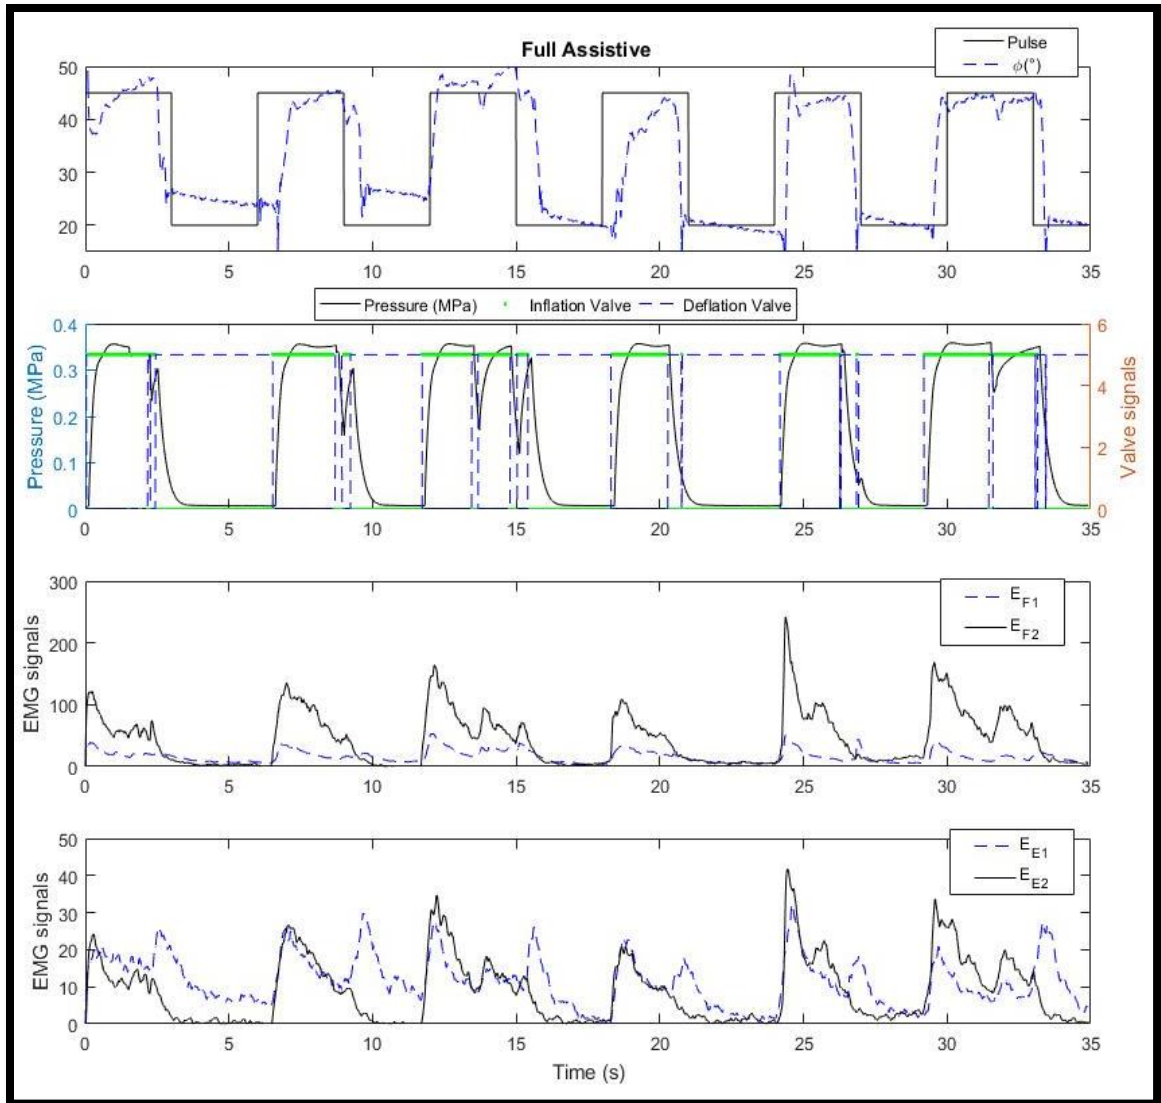 Full Assistive
Pulse
ϕ(°)
50
40
30
20
0 5 10 15 20 25 30 35
Pressure (MPa) Inflation Valve Deflation Valve
0.4
0.3
0.2
0.1
0
Pressure (MPa)
6
4
2
0
Valve signals
0 5 10 15 20 25 30 35
300
200
100
0
EMG signals
E_F1
E_F2
0 5 10 15 20 25 30 35
50
40
30
20
10
0
EMG signals
E_E1
E_E2
0 5 10 15 20 25 30 35
Time (s)